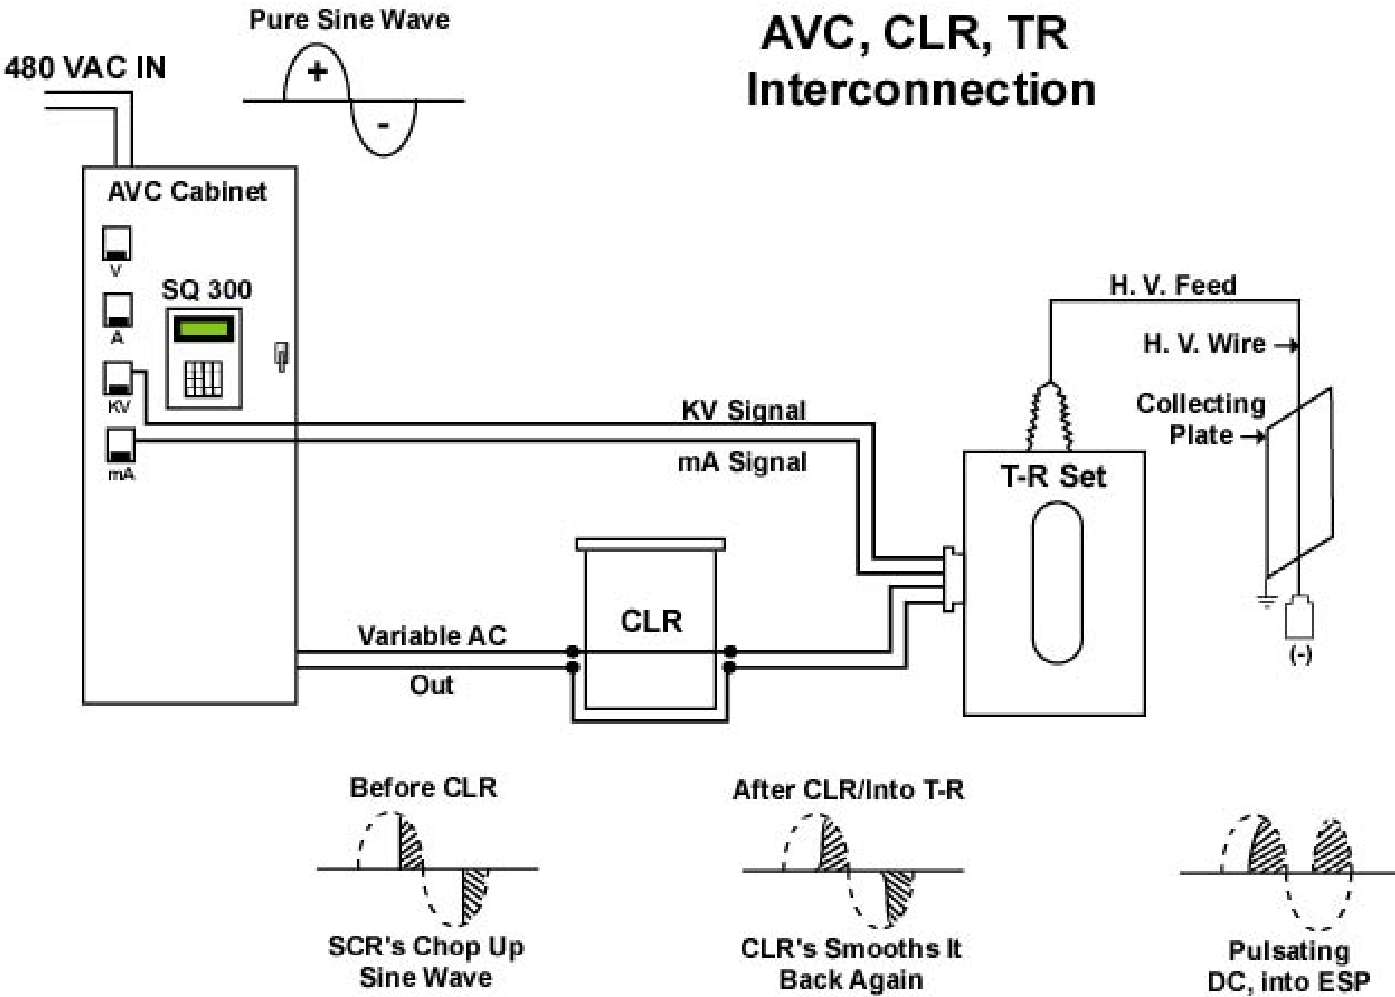 Pure Sine Wave
AVC, CLR, TR
Interconnection
480 VAC IN
+
-
AVC Cabinet
V
SQ 300
A
KV
mA
KV Signal
mA Signal
H. V. Feed
H. V. Wire
Collecting
Plate
T-R Set
CLR
Variable AC
Out
(-)
Before CLR
SCR's Chop Up
Sine Wave
After CLR/Into T-R
CLR's Smooths It
Back Again
Pulsating
DC, into ESP